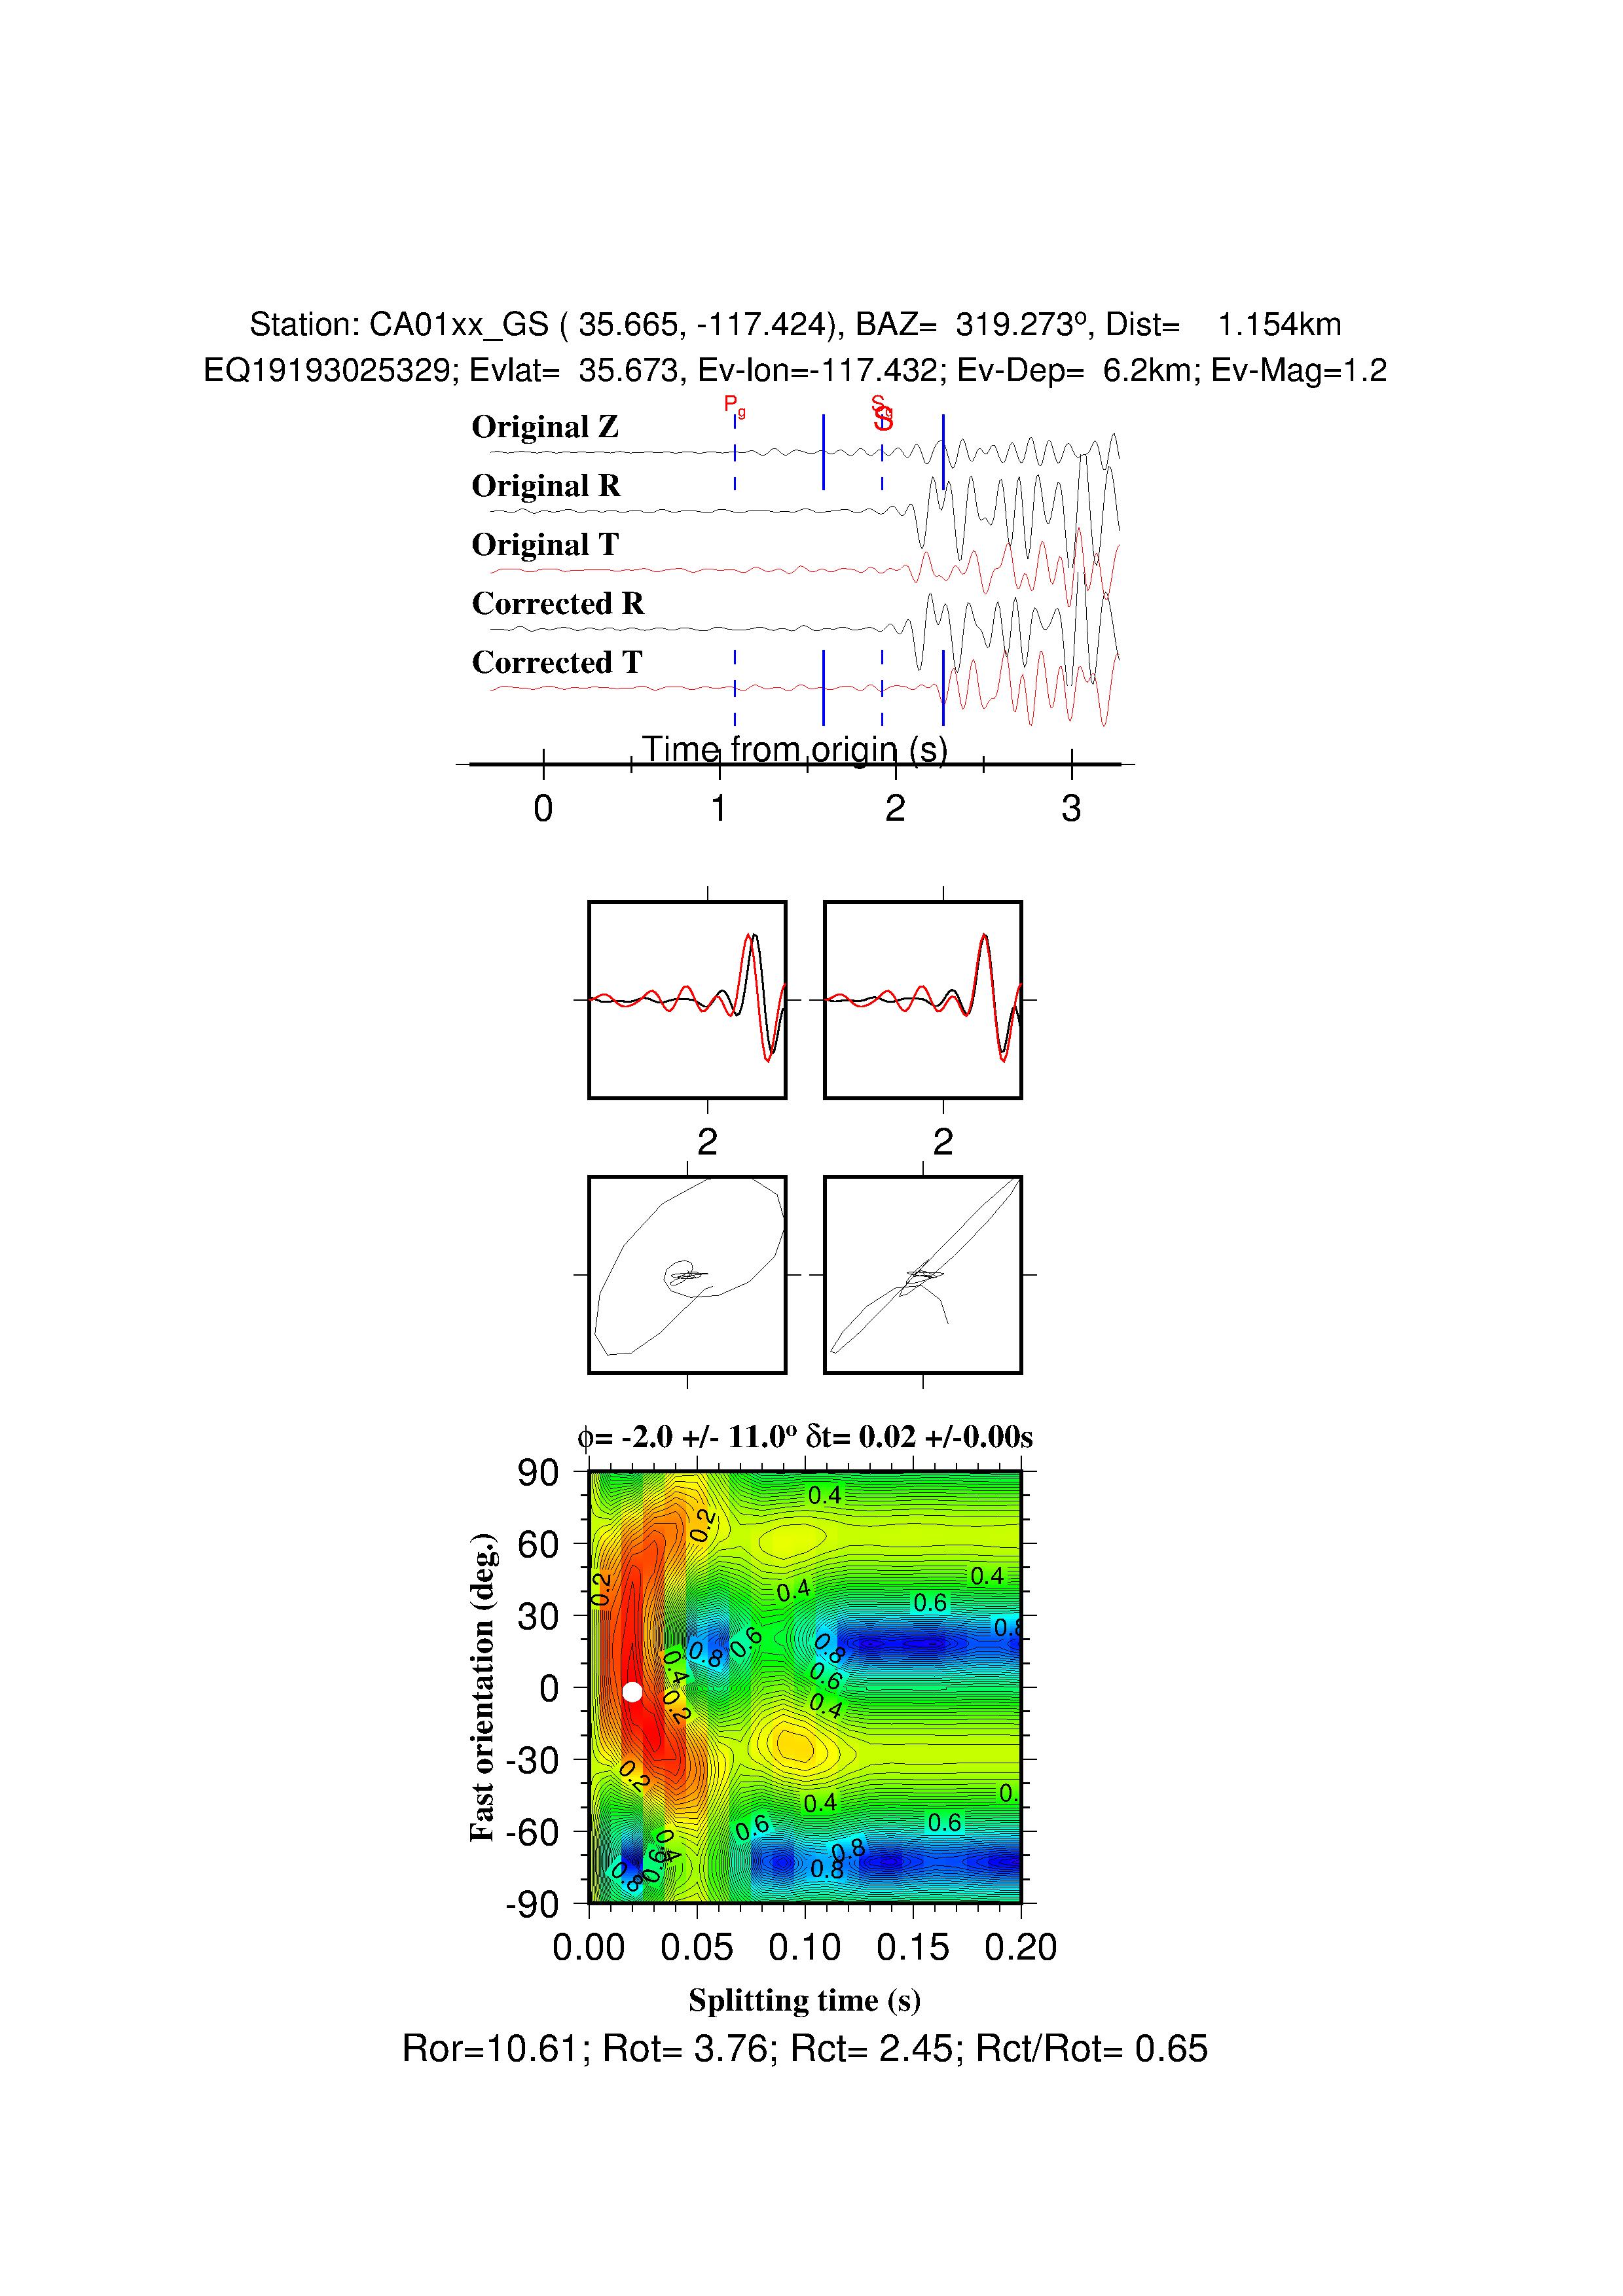 Station: CA01xx_GS ( 35.665, -117.424), BAZ= 319.273º, Dist= 1.154km
EQ19193025329; Evlat= 35.673, Ev-lon=-117.432; Ev-Dep= 6.2km; Ev-Mag=1.2
Pg Sg
S
Original Z
Original R
Original T
Corrected R
Corrected T
Time from origin (s)
0 1 2 3
2 2
ϕ= -2.0 +/- 11.0º δt= 0.02 +/-0.00s
Fast orientation (deg.)
90
60
30
0
-30
-60
-90
0.4
0.2
0.2 0.4 0.4
0.6
0.8
0.8 0.6 0.8
0.4 0.6
0.2 0.4
0.2
0.4 0.
0.6 0.6
0.4
0.8 0.6 0.8 0.8
0.00 0.05 0.10 0.15 0.20
Splitting time (s)
Ror=10.61; Rot= 3.76; Rct= 2.45; Rct/Rot= 0.65